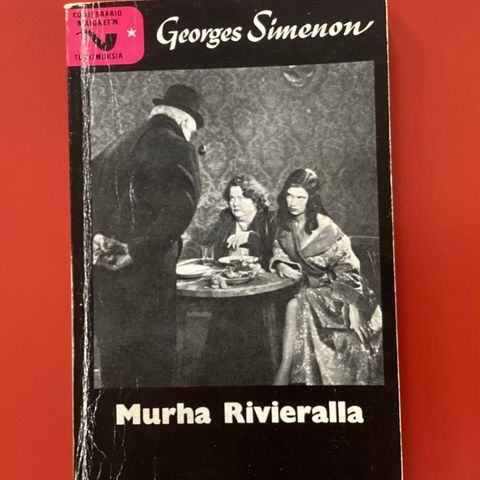 KOMISSAARIO
MAIGRET'N
TUTKIMUKSIA
Georges Simenon
Murha Rivieralla